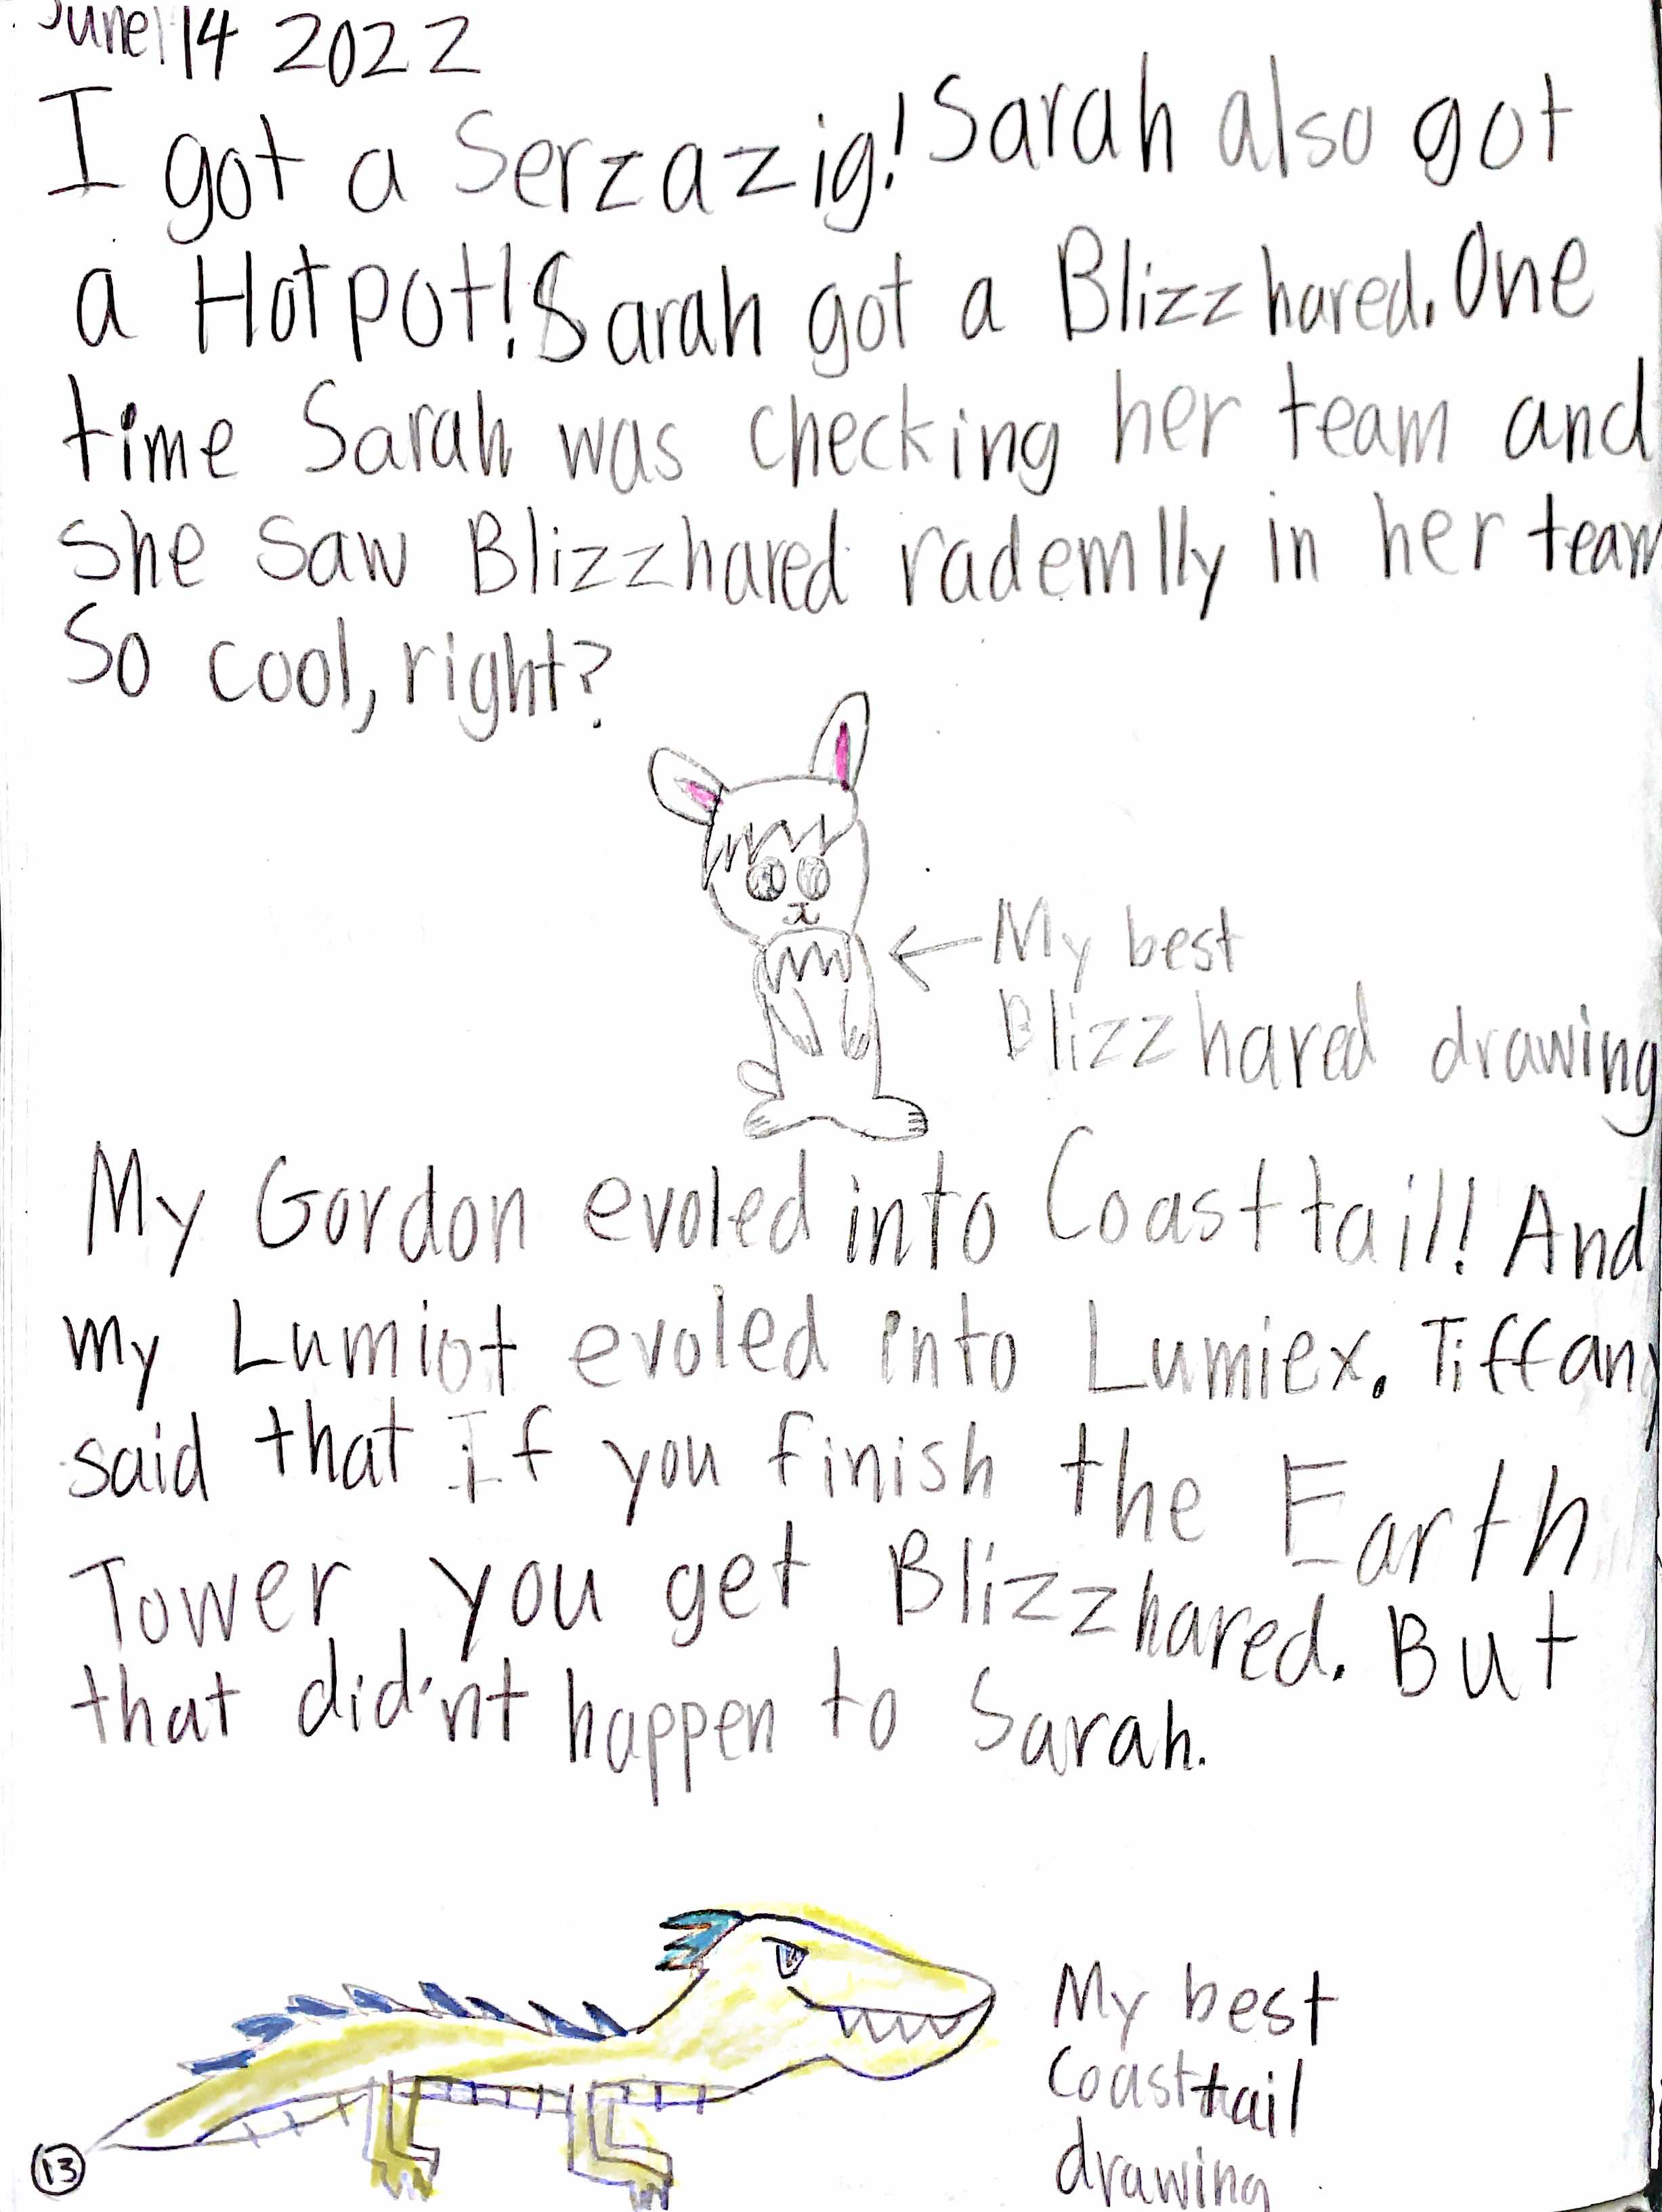 June 14 2022
I got a Serzazig! Sarah also got
a Hotpot! Sarah got a Blizzhared. One
time Sarah was checking her team and
she saw Blizzhared rademlly in her team
So cool, right?
← My best
Blizzhared drawing
My Gordon evoled into Coasttail! And
my Lumiot evoled into Lumiex. Tiffany
said that If you finish the Earth
Tower you get Blizzhared. But
that did'nt happen to Sarah.
My best
Coasttail
drawing
13